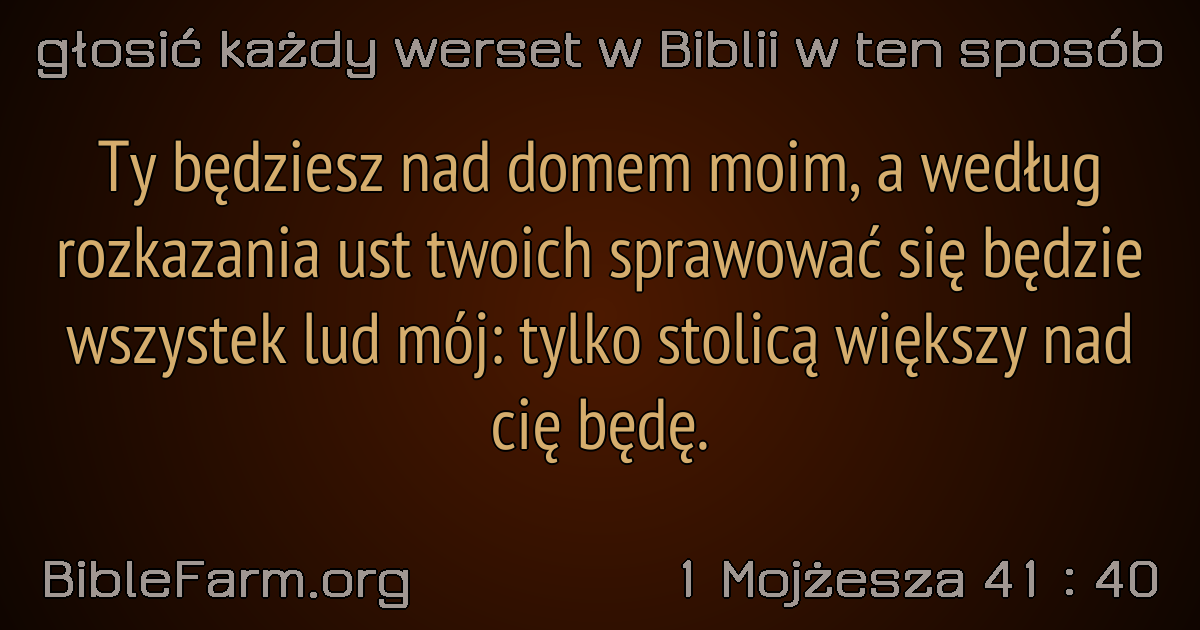 głosić każdy werset w Biblii w ten sposób
Ty będziesz nad domem moim, a według
rozkazania ust twoich sprawować się będzie
wszystek lud mój: tylko stolicą większy nad
cię będę.
BibleFarm.org
1 Mojżesza 41 : 40